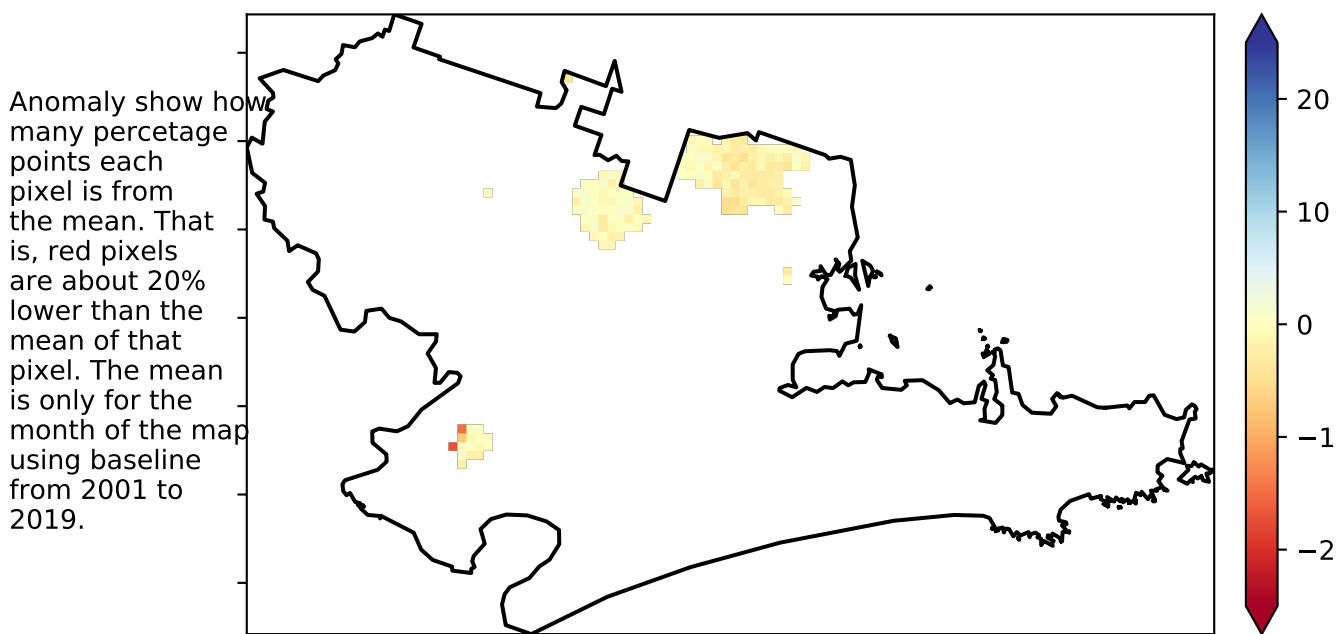 Anomaly show how
many percetage
points each
pixel is from
the mean. That
is, red pixels
are about 20%
lower than the
mean of that
pixel. The mean
is only for the
month of the map
using baseline
from 2001 to
2019.
20
10
0
−1
−2